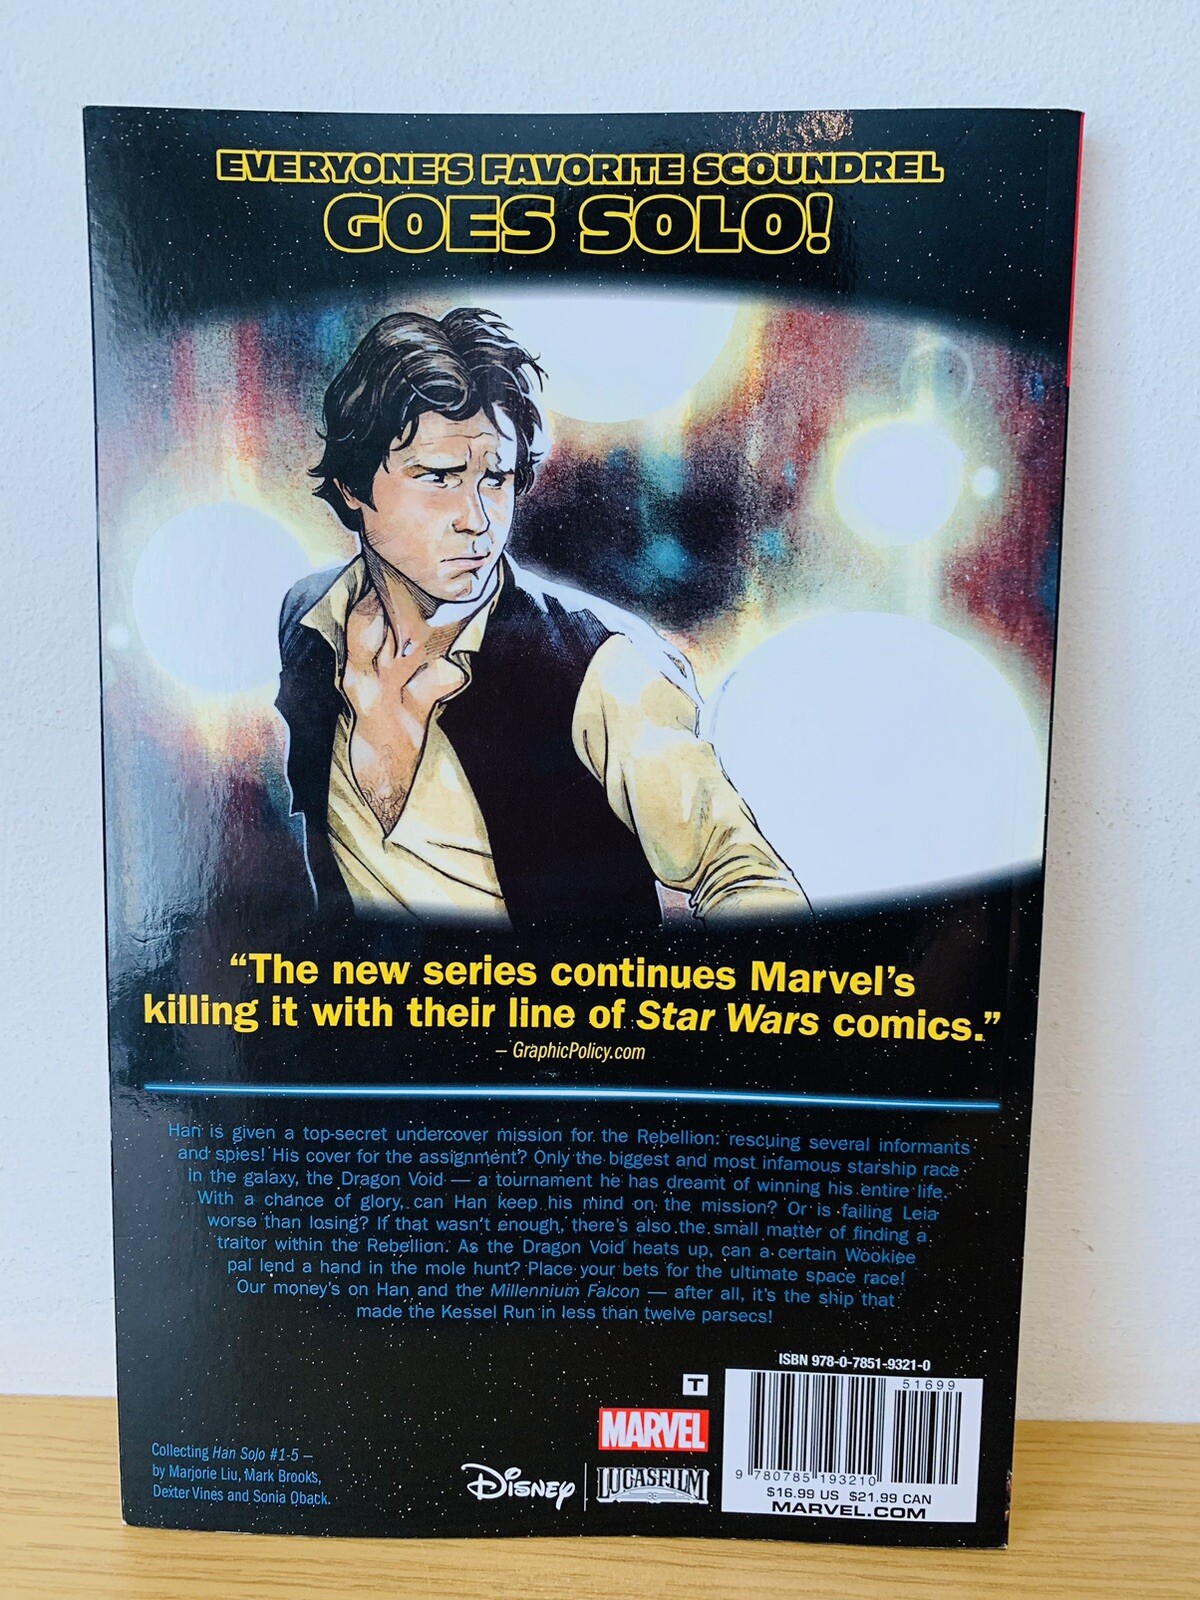 EVERYONE'S FAVORITE SCOUNDREL
GOES SOLO!
“The new series continues Marvel’s
killing it with their line of Star Wars comics.”
— GraphicPolicy.com
Han is given a top-secret undercover mission for the Rebellion: rescuing several informants
and spies! His cover for the assignment? Only the biggest and most infamous starship race
in the galaxy, the Dragon Void — a tournament he has dreamt of winning his entire life.
With a chance of glory, can Han keep his mind on the mission? Or is failing Leia
worse than losing? If that wasn’t enough, there’s also the small matter of finding a
traitor within the Rebellion. As the Dragon Void heats up, can a certain Wookiee
pal lend a hand in the mole hunt? Place your bets for the ultimate space race!
Our money’s on Han and the Millennium Falcon — after all, it’s the ship that
made the Kessel Run in less than twelve parsecs!
ISBN 978-0-7851-9321-0
51699
T
MARVEL
Collecting Han Solo #1-5 —
by Marjorie Liu, Mark Brooks,
Dexter Vines and Sonia Oback.
Disney
LUCASFILM
9 780785 193210
$16.99 US $21.99 CAN
MARVEL.COM